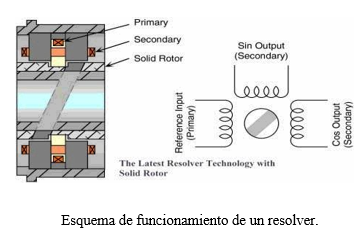 Primary
Secondary
Solid Rotor
The Latest Resolver Technology with
Solid Rotor
Sin Output
(Secondary)
Reference Input
(Primary)
Cos Output
(Secondary)
Esquema de funcionamiento de un resolver.